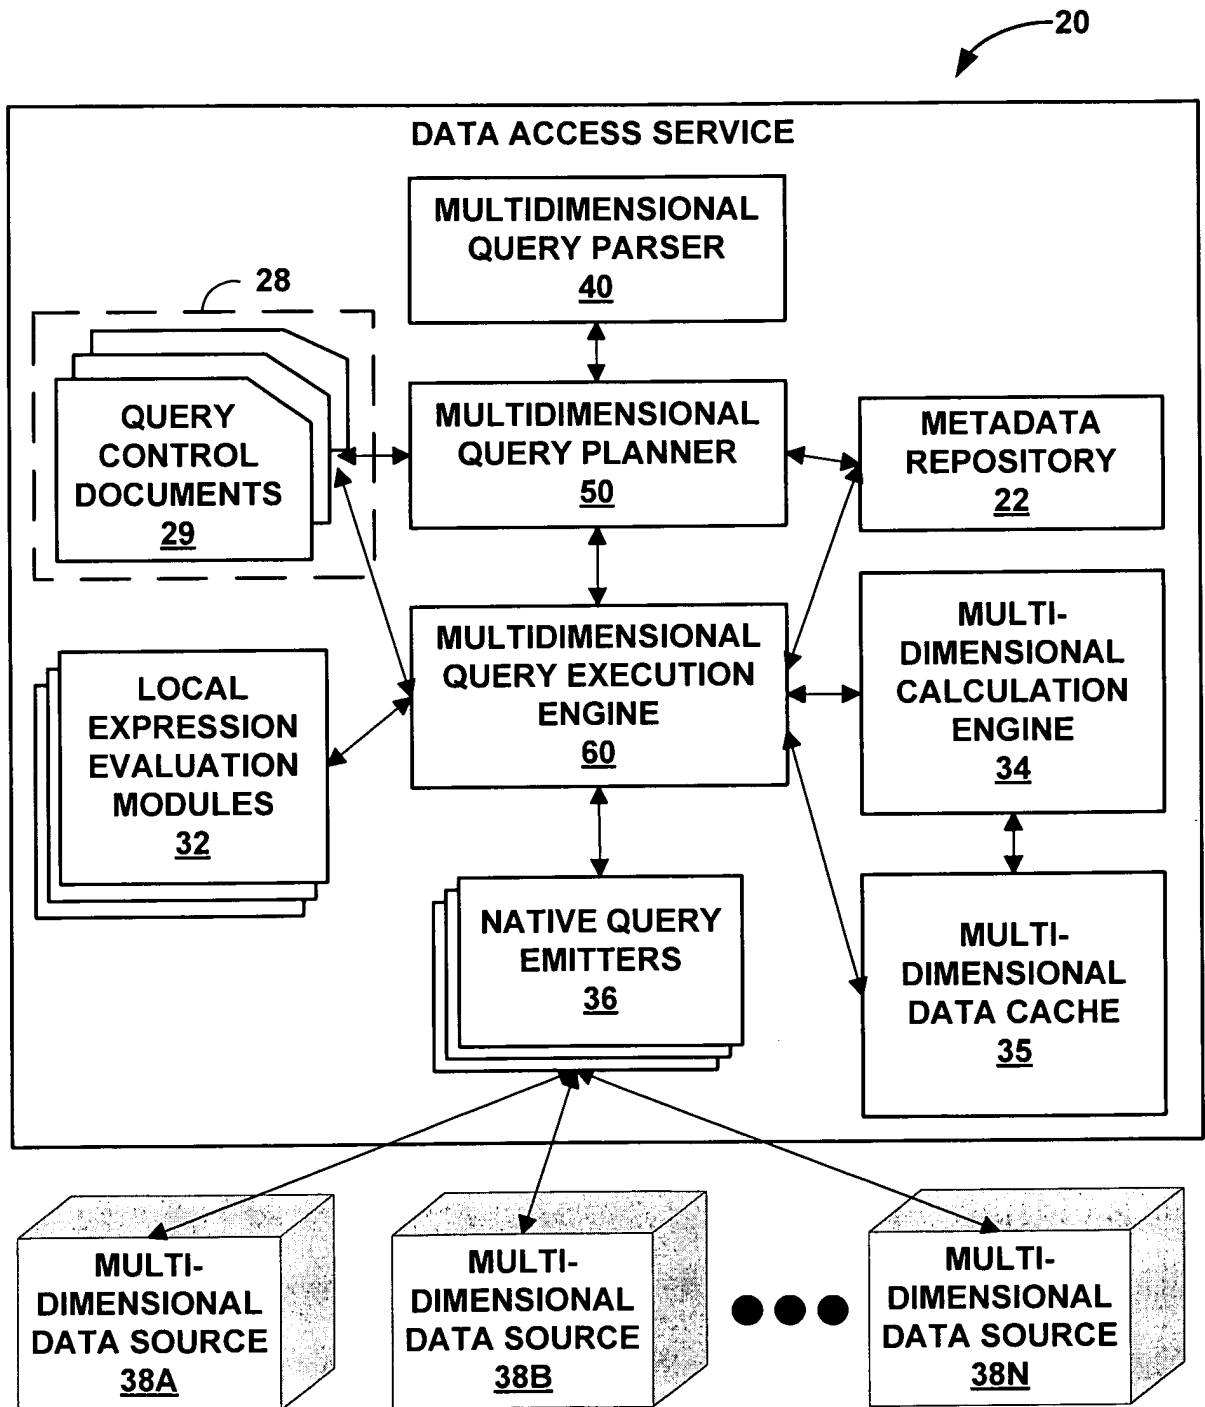 20
DATA ACCESS SERVICE
MULTIDIMENSIONAL
QUERY PARSER
40
28
QUERY
CONTROL
DOCUMENTS
29
MULTIDIMENSIONAL
QUERY PLANNER
50
METADATA
REPOSITORY
22
LOCAL
EXPRESSION
EVALUATION
MODULES
32
MULTIDIMENSIONAL
QUERY EXECUTION
ENGINE
60
MULTI-
DIMENSIONAL
CALCULATION
ENGINE
34
NATIVE QUERY
EMITTERS
36
MULTI-
DIMENSIONAL
DATA CACHE
35
MULTI-
DIMENSIONAL
DATA SOURCE
38A
MULTI-
DIMENSIONAL
DATA SOURCE
38B
MULTI-
DIMENSIONAL
DATA SOURCE
38N